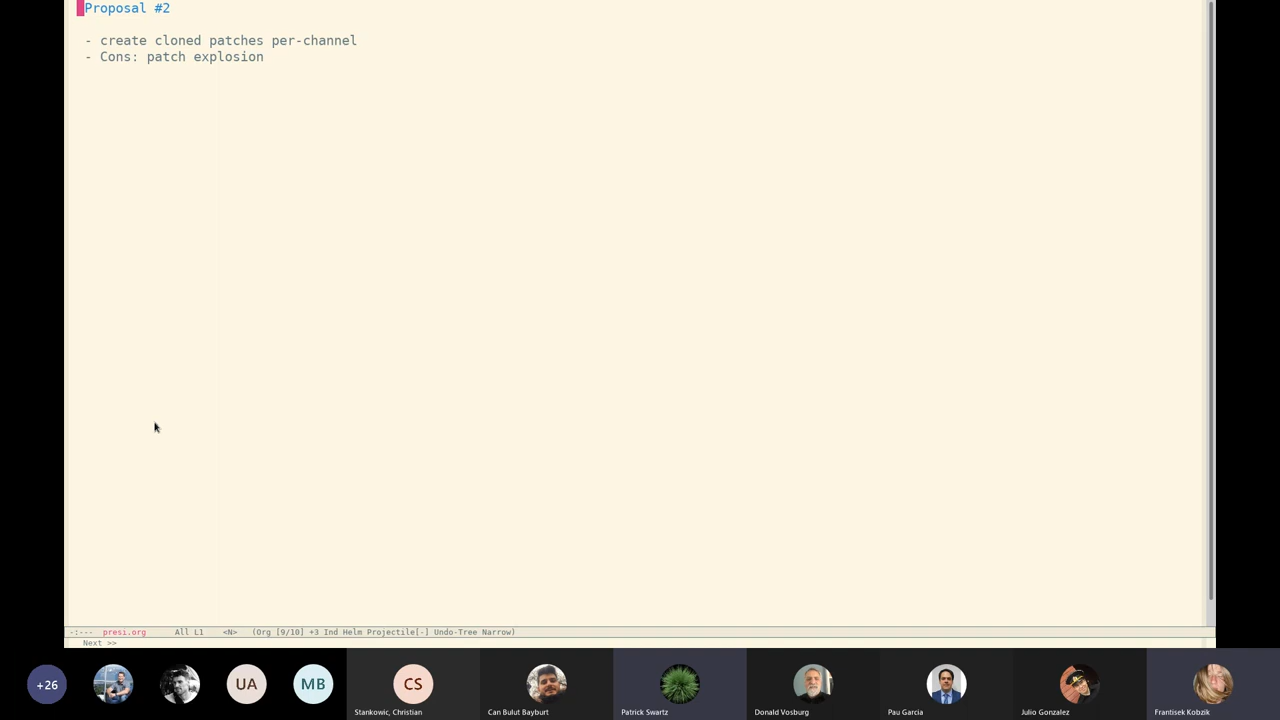 Proposal #2
- create cloned patches per-channel
- Cons: patch explosion
-:--- presi.org All L1 <N> (Org [9/10] +3 Ind Helm Projectile[-] Undo-Tree Narrow)
Next >>
+26
UA
MB
CS
Stankowic, Christian
Can Bulut Bayburt
Patrick Swartz
Donald Vosburg
Pau Garcia
Julio Gonzalez
Frantisek Kobzik